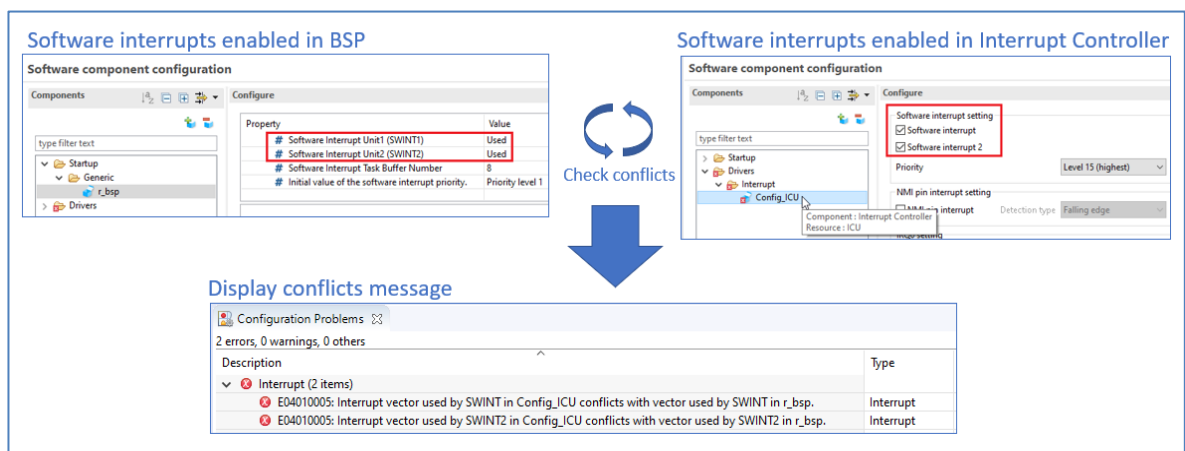 Software interrupts enabled in BSP
Software component configuration
Components
Configure
type filter text
Startup
Generic
r_bsp
Drivers
Property Value
# Software Interrupt Unit1 (SWINT1) Used
# Software Interrupt Unit2 (SWINT2) Used
# Software Interrupt Task Buffer Number 8
# Initial value of the software interrupt priority. Priority level 1
Check conflicts
Software interrupts enabled in Interrupt Controller
Software component configuration
Components
Configure
type filter text
Startup
Drivers
Interrupt
Config_ICU
Component : Interrupt Controller
Resource : ICU
Software interrupt setting
Software interrupt
Software interrupt 2
Priority Level 15 (highest)
NMI pin interrupt setting
NMI pin interrupt Detection type Falling edge
Display conflicts message
Configuration Problems
2 errors, 0 warnings, 0 others
Description Type
Interrupt (2 items)
E04010005: Interrupt vector used by SWINT in Config_ICU conflicts with vector used by SWINT in r_bsp. Interrupt
E04010005: Interrupt vector used by SWINT2 in Config_ICU conflicts with vector used by SWINT2 in r_bsp. Interrupt